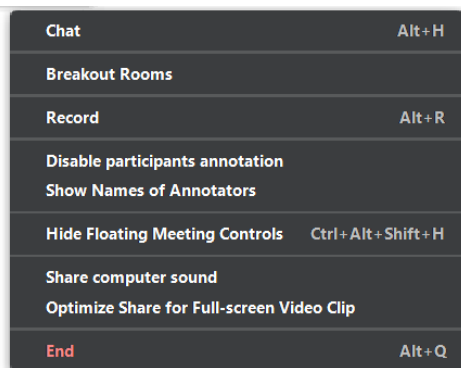 Chat Alt+H
Breakout Rooms
Record Alt+R
Disable participants annotation
Show Names of Annotators
Hide Floating Meeting Controls Ctrl+Alt+Shift+H
Share computer sound
Optimize Share for Full-screen Video Clip
End Alt+Q